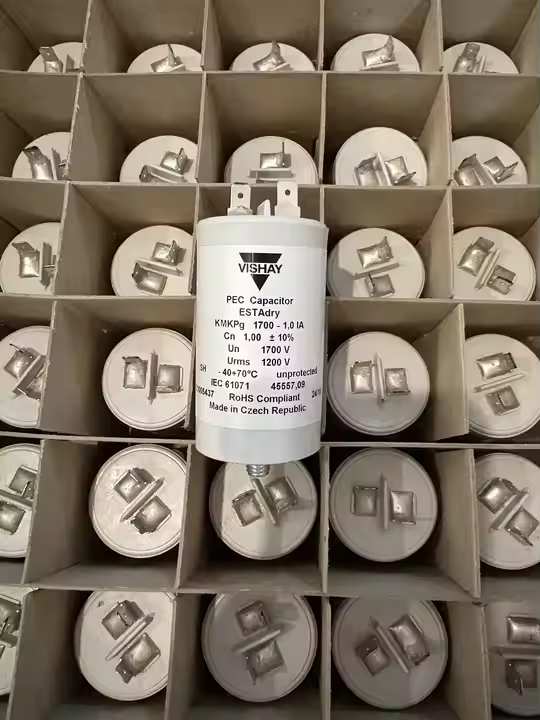 VISHAY
PEC Capacitor
ESTAdry
KMKPg 1700 - 1,0 IA
Cn 1,00 ± 10%
Un 1700 V
Urms 1200 V
SH -40+70°C unprotected
IEC 61071 45557,09
RoHS Compliant
Made in Czech Republic